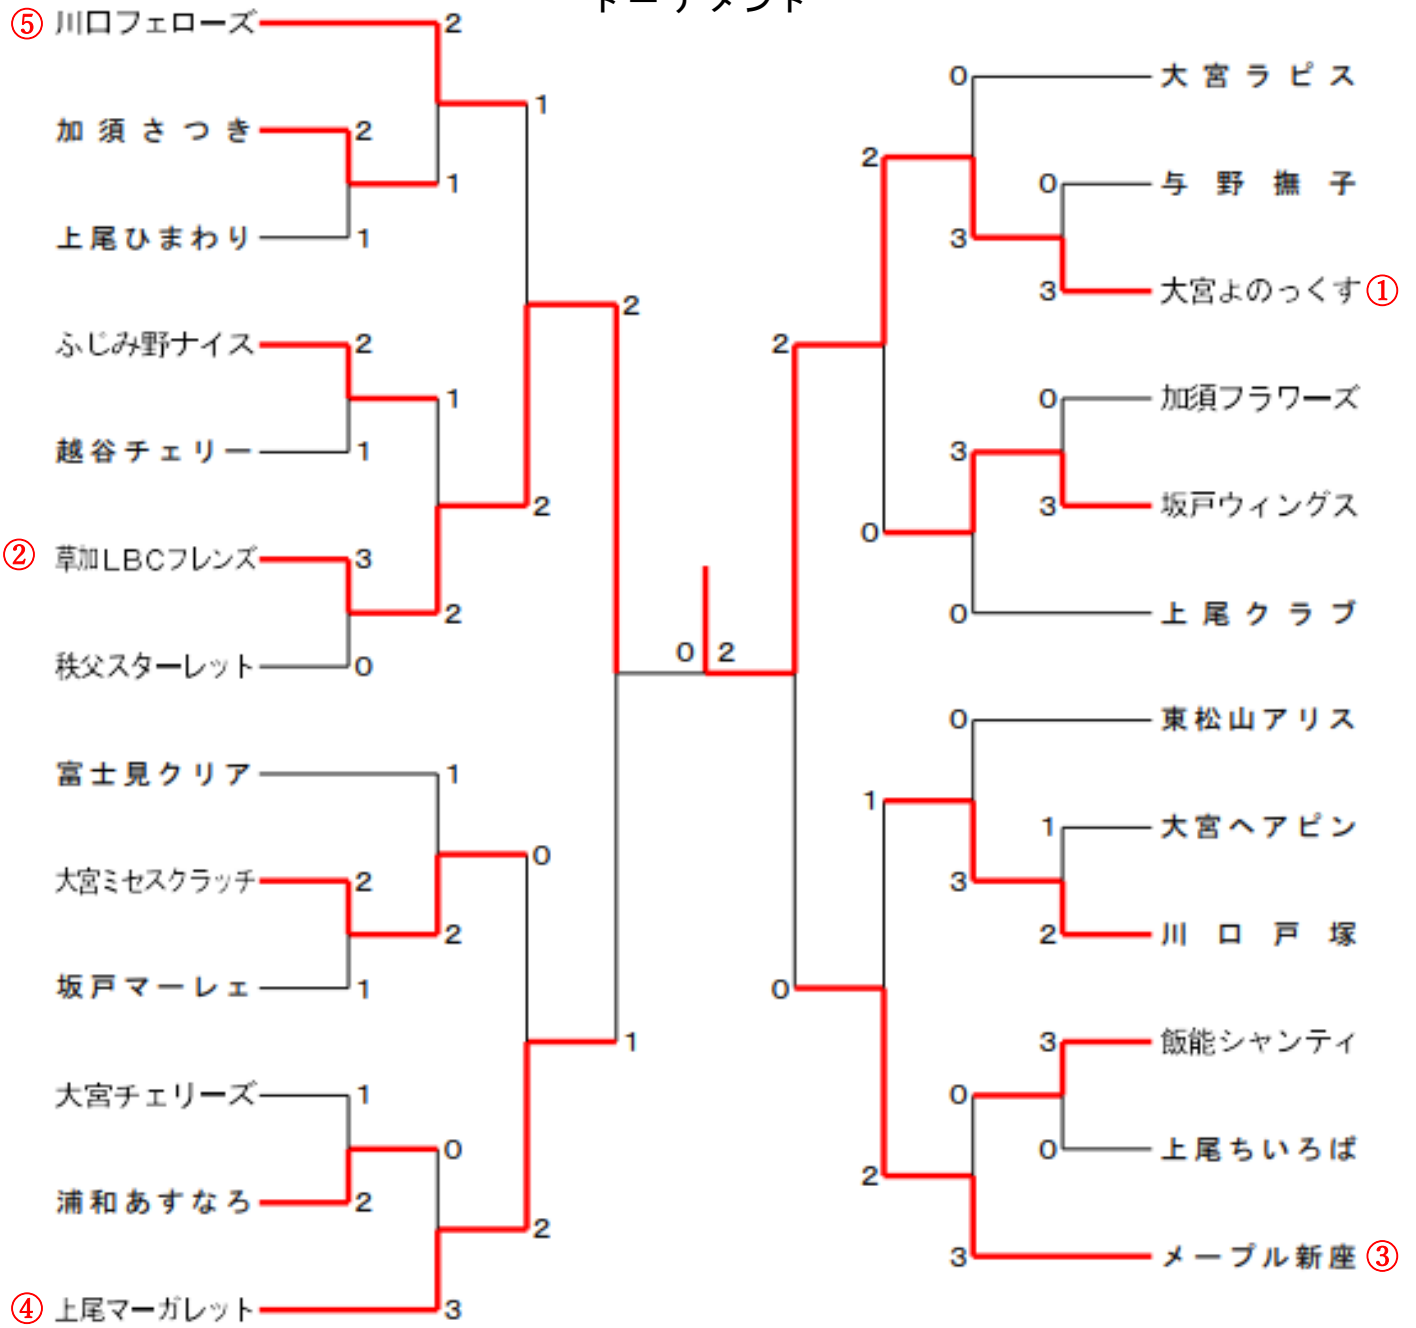 トーナメント
⑤ 川口フェローズ 2
1
加須さつき 2
1
上尾ひまわり 1
2
ふじみ野ナイス 2
1
越谷チェリー 1
2
② 草加LBCフレンズ 3
2
秩父スターレット 0
0 2
富士見クリア 1
0
大宮ミセスクラッチ 2
2
坂戸マーレェ 1
1
大宮チェリーズ 1
0
浦和あすなろ 2
2
④ 上尾マーガレット 3
0 大宮ラピス
2
0 与野撫子
3
3 大宮よのっくす ①
2
0 加須フラワーズ
3
3 坂戸ウィングス
0
0 上尾クラブ
0 東松山アリス
1
1 大宮ヘアピン
3
2 川口戸塚
0
3 飯能シャンティ
0
0 上尾ちいろば
2
3 メープル新座 ③